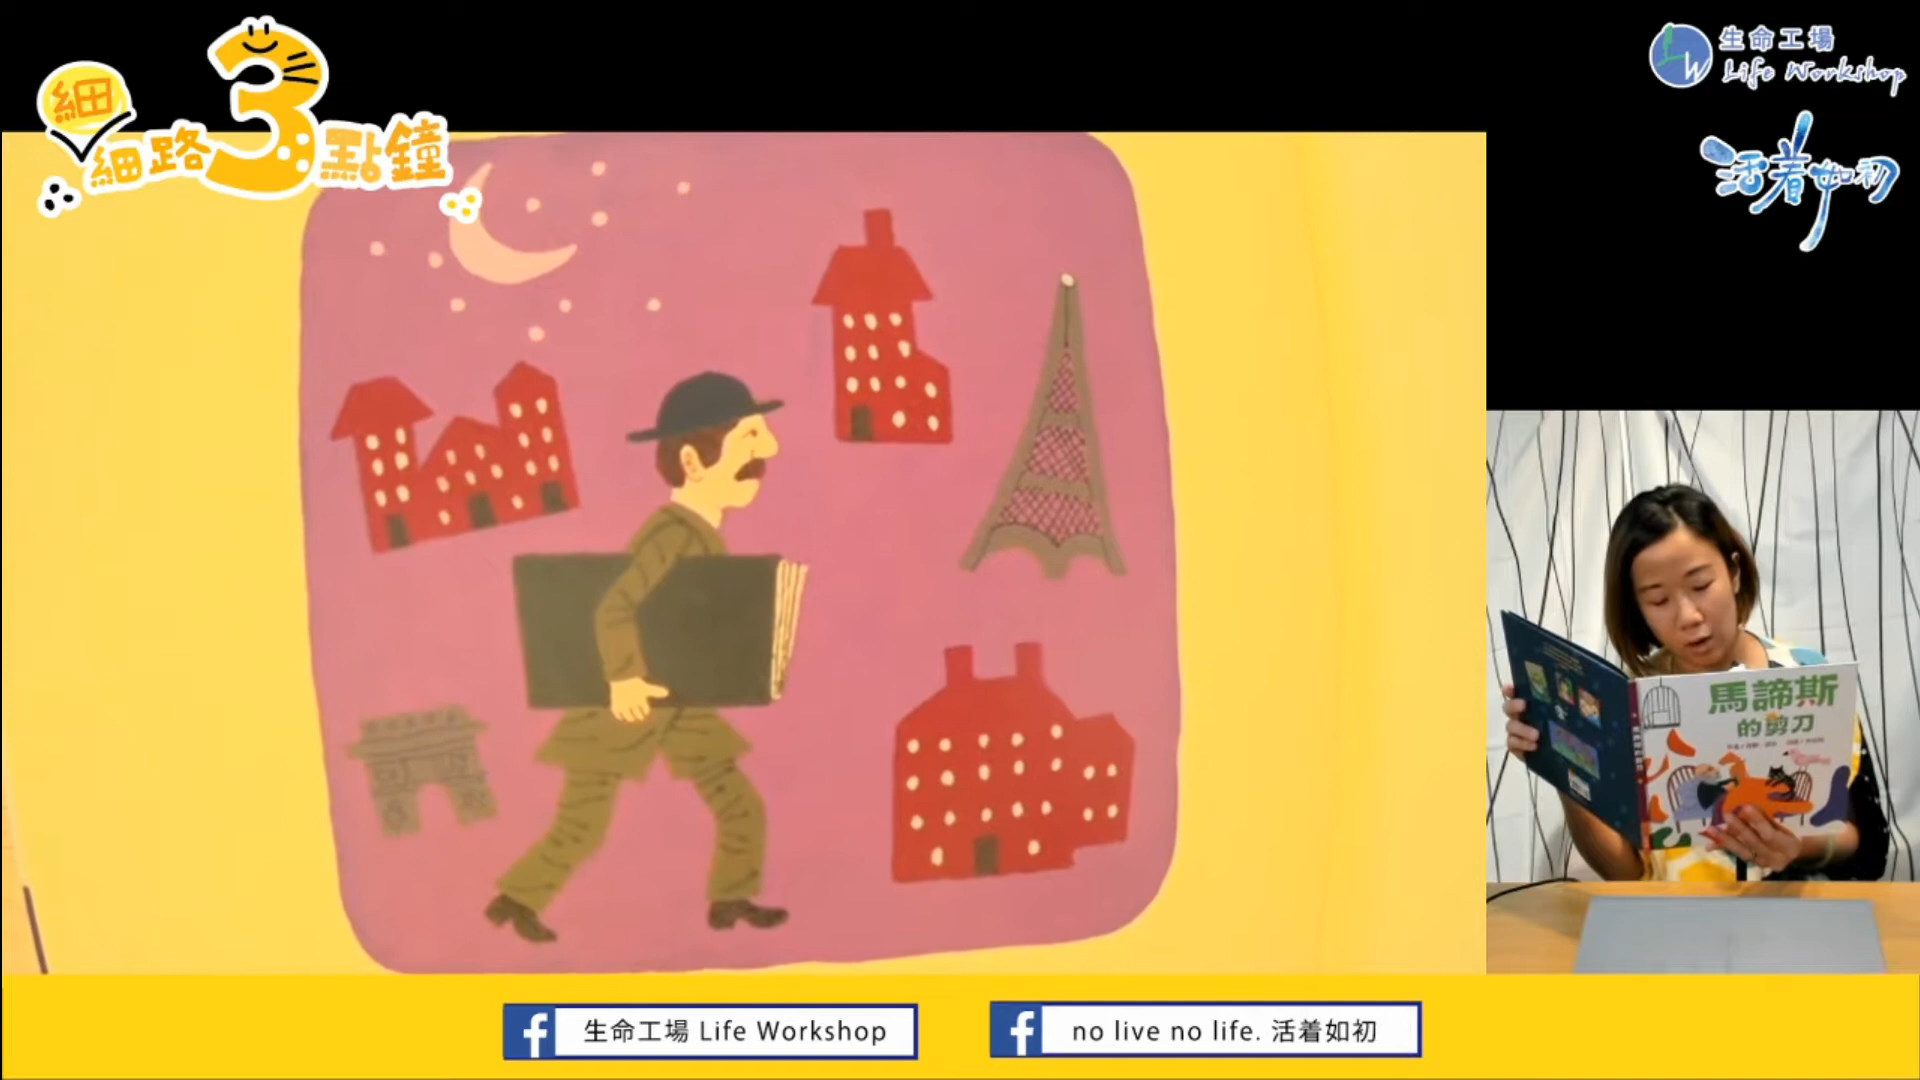 細
細路3點鐘
生命工場
Life Workshop
活着如初
馬諦斯
的剪刀
生命工場 Life Workshop
no live no life. 活着如初